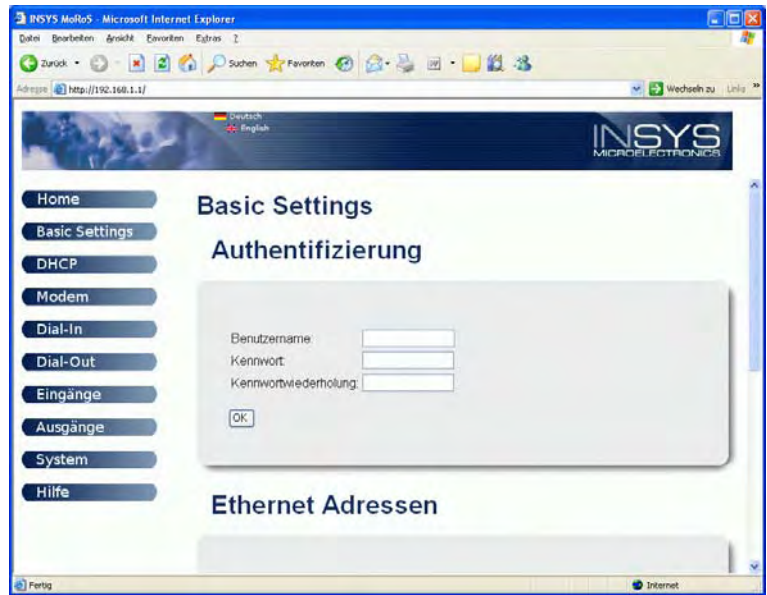 INSYS MoRoS - Microsoft Internet Explorer
Datei Bearbeiten Ansicht Favoriten Extras ?
Zurück Suchen Favoriten
Adresse http://192.168.1.1/ Wechseln zu Links »
Deutsch
English
INSYS
MICROELECTRONICS
Home
Basic Settings
DHCP
Modem
Dial-In
Dial-Out
Eingänge
Ausgänge
System
Hilfe
Basic Settings
Authentifizierung
Benutzername:
Kennwort:
Kennwortwiederholung:
OK
Ethernet Adressen
Fertig Internet